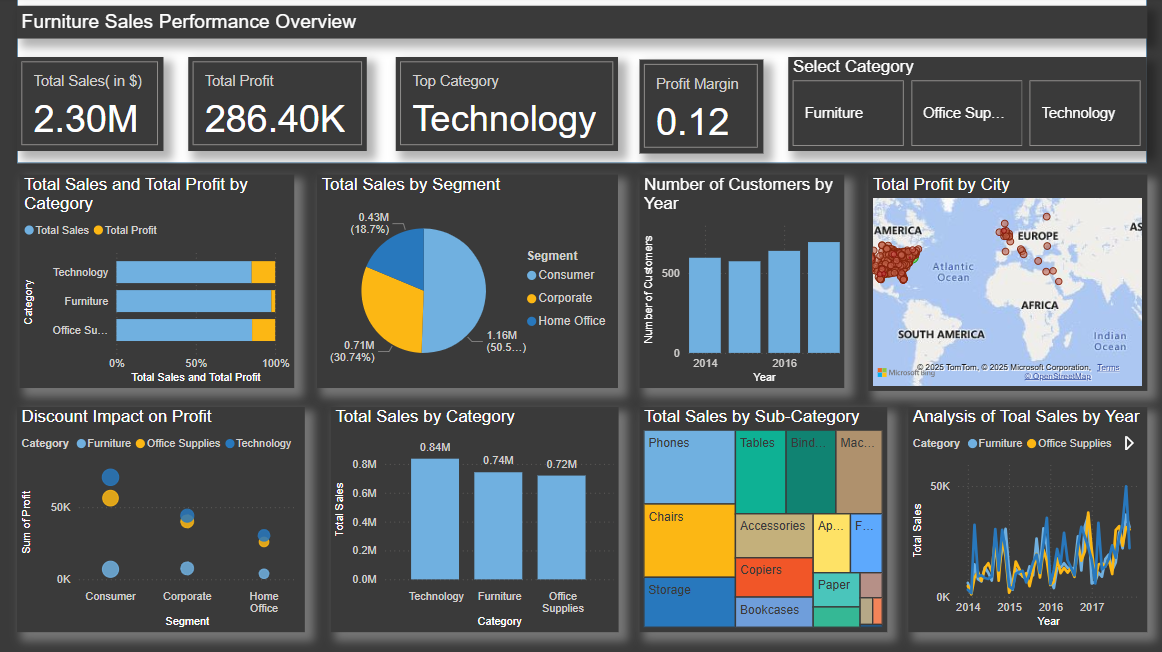 Furniture Sales Performance Overview
Total Sales( in $)
2.30M
Total Profit
286.40K
Top Category
Technology
Profit Margin
0.12
Select Category
Furniture
Office Sup...
Technology
Total Sales and Total Profit by
Category
Total Sales
Total Profit
Category
Technology
Furniture
Office Su...
0%
50%
100%
Total Sales and Total Profit
Total Sales by Segment
0.43M
(18.7%)
0.71M
(30.74%)
1.16M
(50.5...)
Segment
Consumer
Corporate
Home Office
Number of Customers by
Year
Number of Customers
500
0
2014
2016
Year
Total Profit by City
AMERICA
EUROPE
AS
Atlantic
Ocean
AFRICA
SOUTH AMERICA
Indian
Ocean
Microsoft Bing
© 2025 TomTom, © 2025 Microsoft Corporation,
Terms
© OpenStreetMap
Discount Impact on Profit
Category
Furniture
Office Supplies
Technology
Sum of Profit
50K
0K
Consumer
Corporate
Home
Office
Segment
Total Sales by Category
Total Sales
0.8M
0.6M
0.4M
0.2M
0.0M
0.84M
0.74M
0.72M
Technology
Furniture
Office
Supplies
Category
Total Sales by Sub-Category
Phones
Tables
Bind...
Mac...
Chairs
Accessories
Ap...
F...
Copiers
Storage
Paper
Bookcases
Analysis of Toal Sales by Year
Category
Furniture
Office Supplies
Total Sales
50K
0K
2014
2015
2016
2017
Year